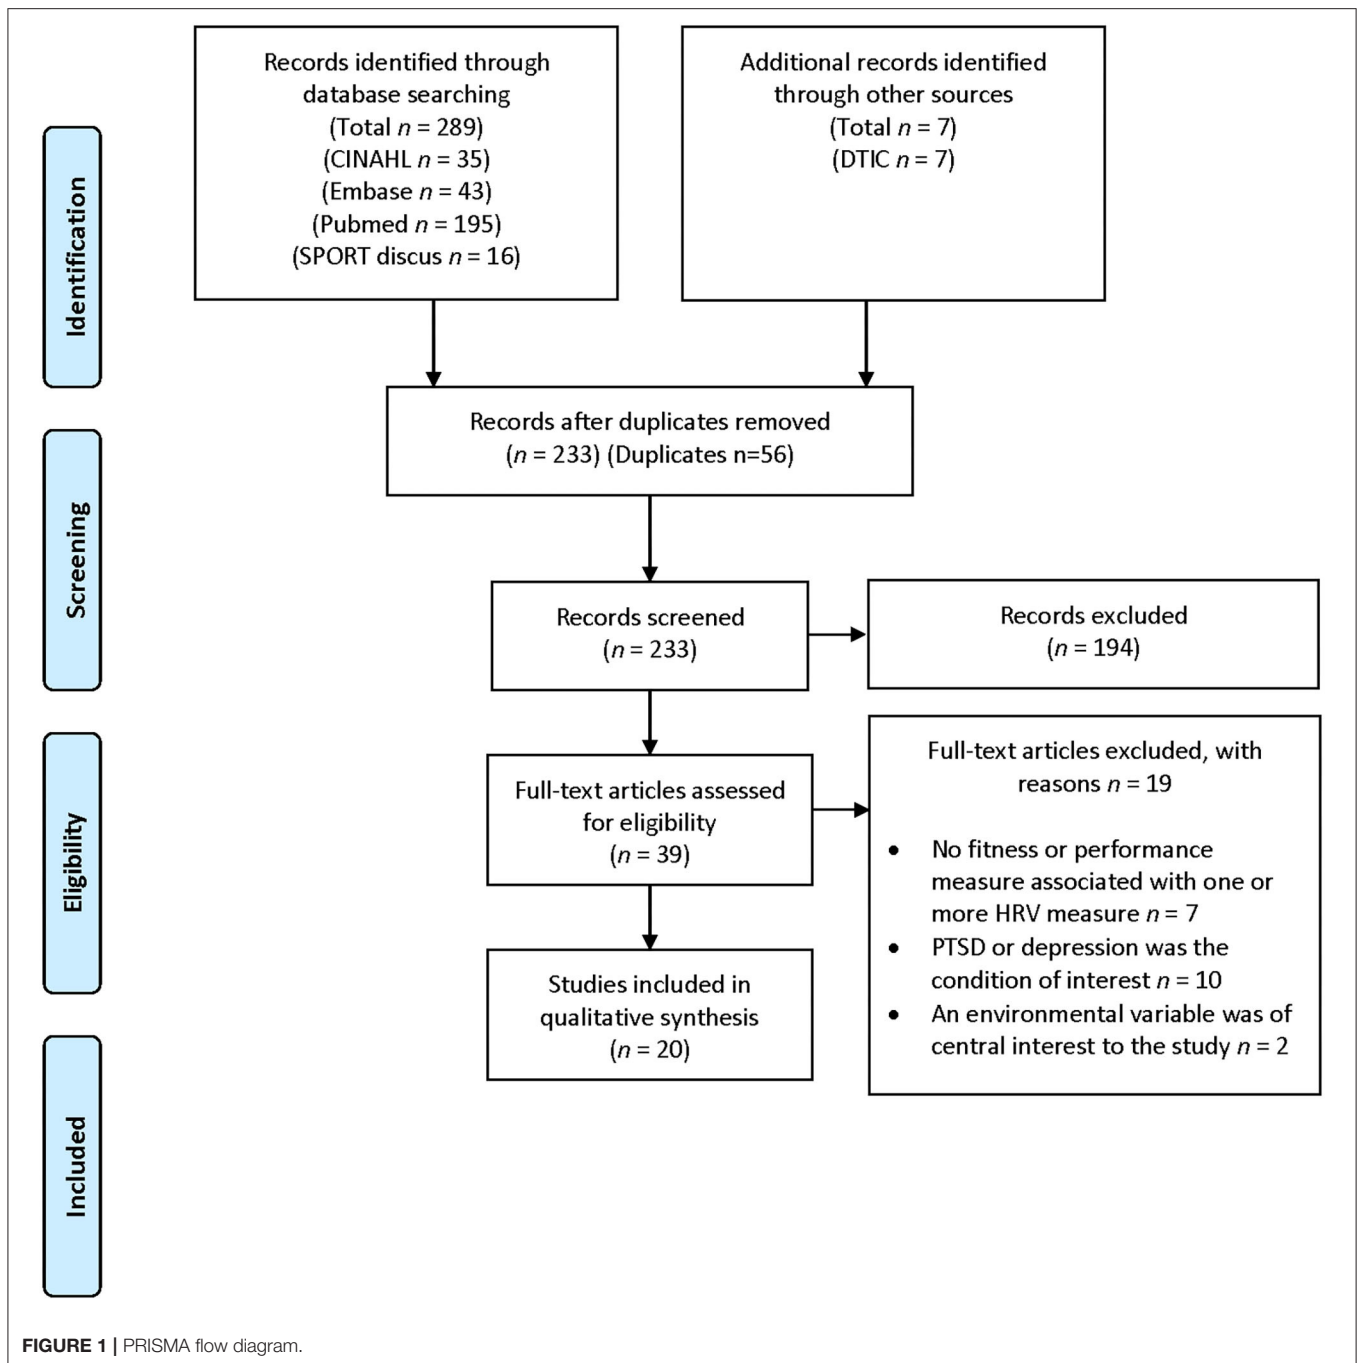 Identification
Records identified through
database searching
(Total n = 289)
(CINAHL n = 35)
(Embase n = 43)
(Pubmed n = 195)
(SPORT discus n = 16)
Additional records identified
through other sources
(Total n = 7)
(DTIC n = 7)
Screening
Records after duplicates removed
(n = 233) (Duplicates n=56)
Records screened
(n = 233)
Records excluded
(n = 194)
Eligibility
Full-text articles assessed
for eligibility
(n = 39)
Full-text articles excluded, with
reasons n = 19
• No fitness or performance
measure associated with one or
more HRV measure n = 7
• PTSD or depression was the
condition of interest n = 10
• An environmental variable was of
central interest to the study n = 2
Included
Studies included in
qualitative synthesis
(n = 20)
FIGURE 1 | PRISMA flow diagram.